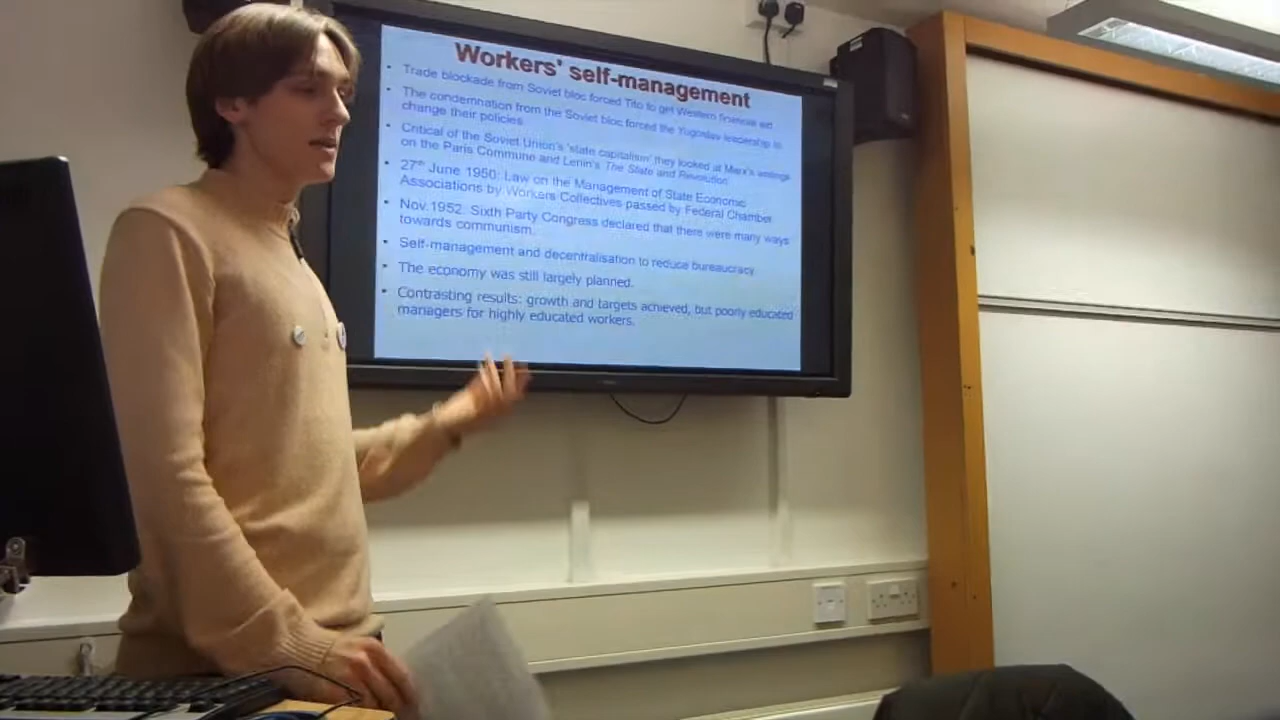 Workers' self-management
• Trade blockade from Soviet bloc forced Tito to get Western financial aid
• The condemnation from the Soviet bloc forced the Yugoslav leadership to
change their policies
• Critical of the Soviet Union's 'state capitalism' they looked at Marx's writings
on the Paris Commune and Lenin's The State and Revolution
• 27th June 1950: Law on the Management of State Economic
Associations by Workers Collectives passed by Federal Chamber
• Nov.1952: Sixth Party Congress declared that there were many ways
towards communism.
• Self-management and decentralisation to reduce bureaucracy
• The economy was still largely planned.
• Contrasting results: growth and targets achieved, but poorly educated
managers for highly educated workers.